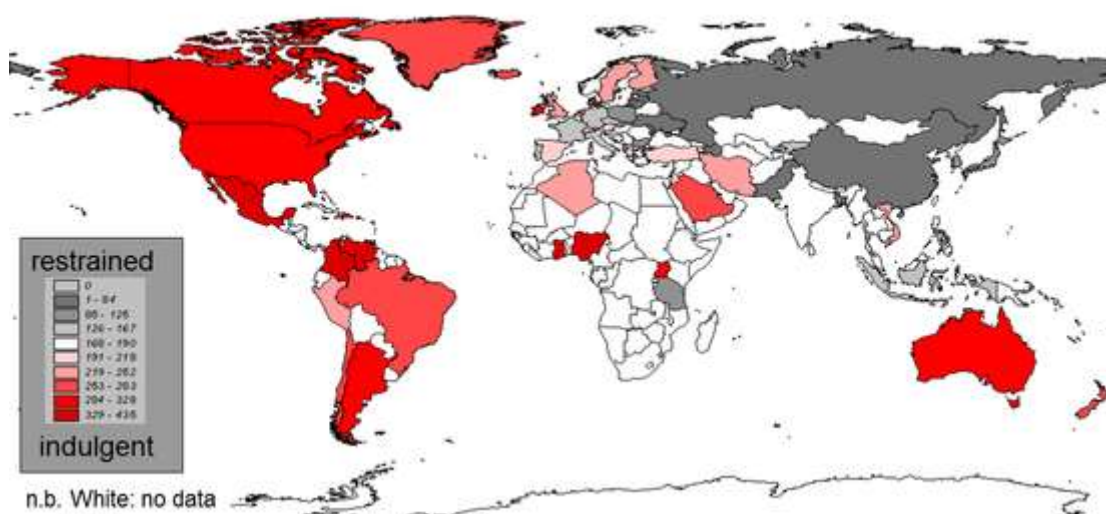 restrained
0
1 - 84
85 - 125
126 - 167
168 - 190
191 - 218
219 - 252
253 - 283
284 - 328
329 - 435
indulgent
n.b. White: no data